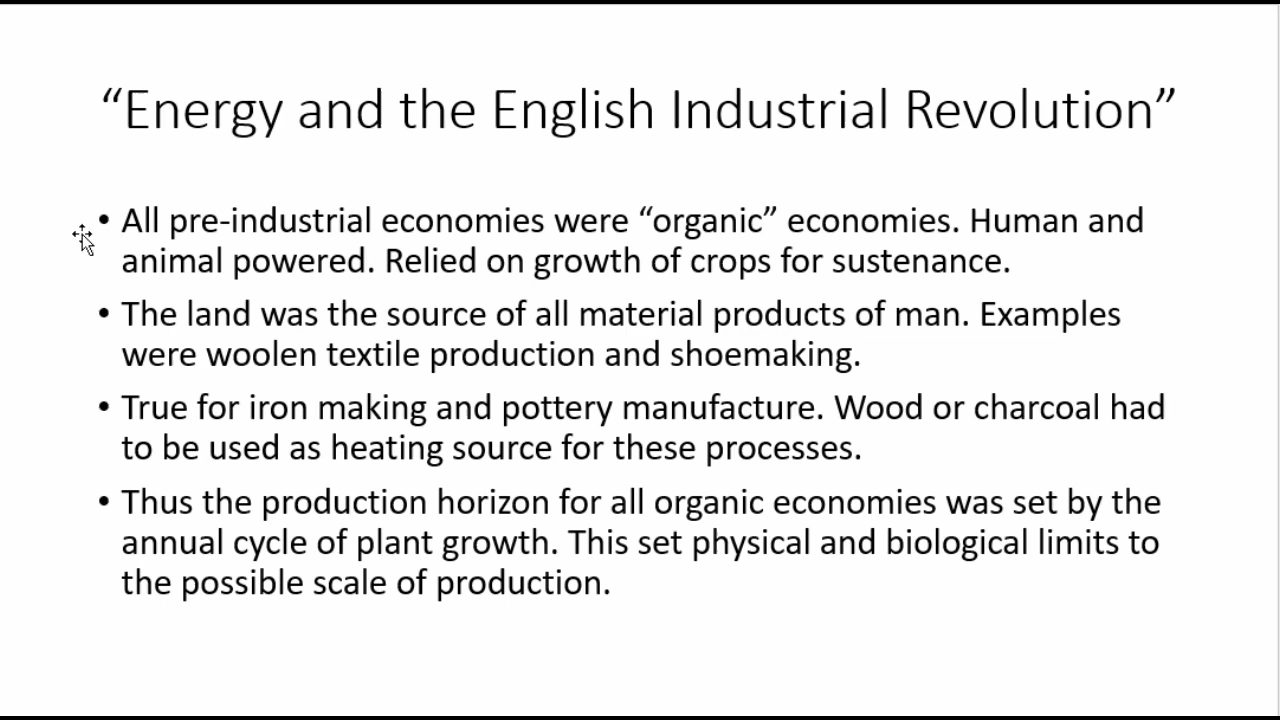 “Energy and the English Industrial Revolution”
• All pre-industrial economies were “organic” economies. Human and
animal powered. Relied on growth of crops for sustenance.
• The land was the source of all material products of man. Examples
were woolen textile production and shoemaking.
• True for iron making and pottery manufacture. Wood or charcoal had
to be used as heating source for these processes.
• Thus the production horizon for all organic economies was set by the
annual cycle of plant growth. This set physical and biological limits to
the possible scale of production.